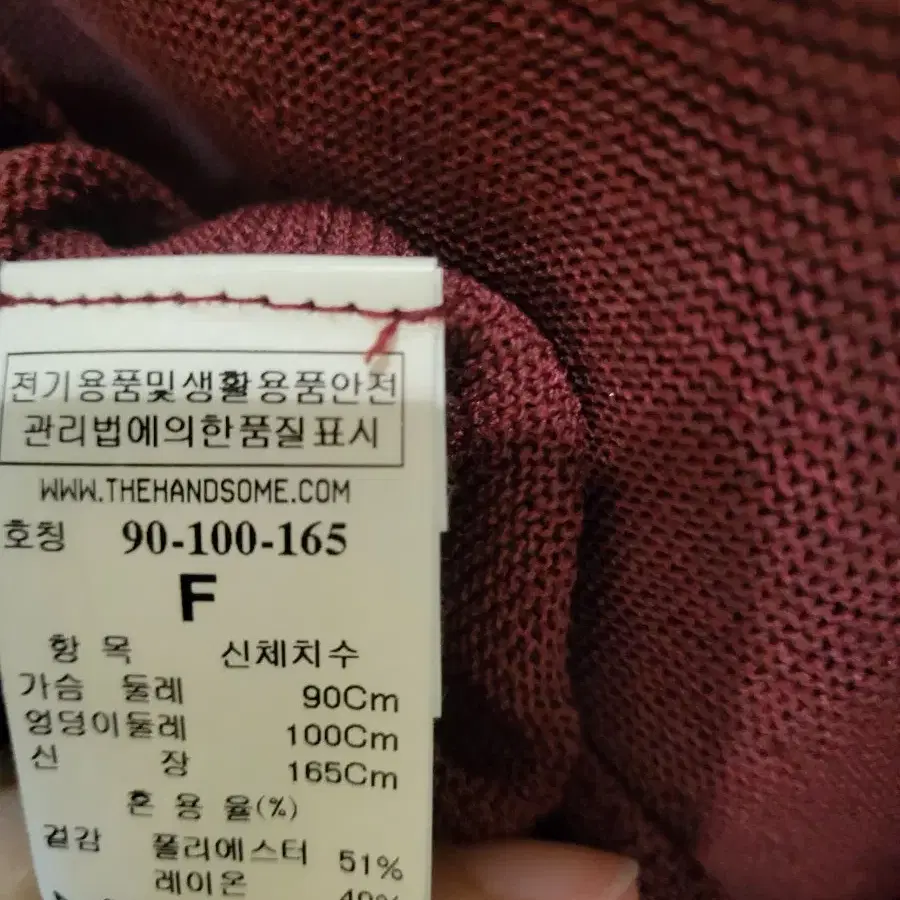 전기용품및생활용품안전
관리법에의한품질표시
WWW.THEHANDSOME.COM
호칭 90-100-165
F
항 목 신체치수
가슴 둘레 90Cm
엉덩이둘레 100Cm
신 장 165Cm
혼 용 율(%)
겉감 폴리에스터 51%
레이온